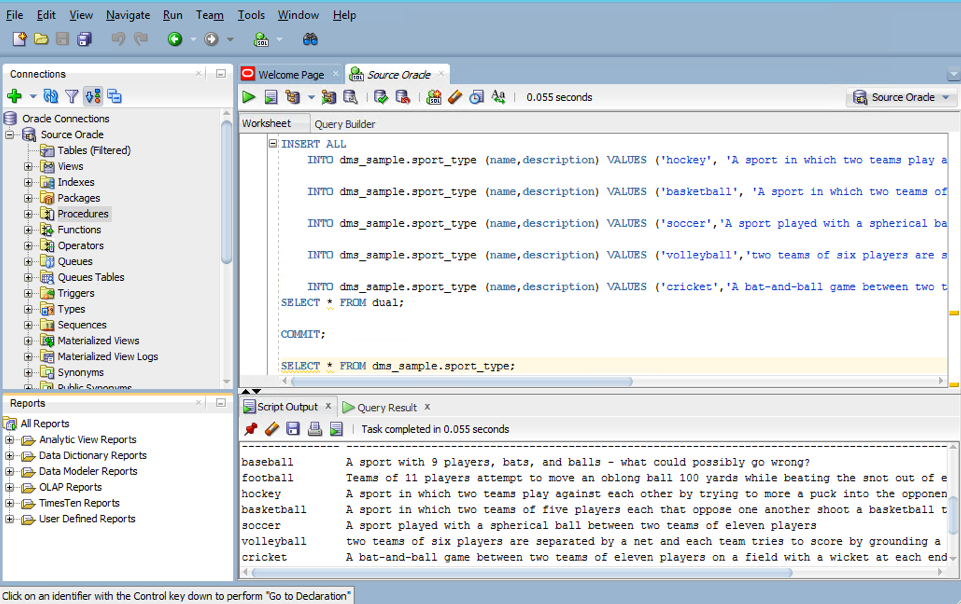 File Edit View Navigate Run Team Tools Window Help
Connections
Welcome Page
Source Oracle
0.055 seconds
Source Oracle
Worksheet Query Builder
Oracle Connections
Source Oracle
Tables (Filtered)
Views
Indexes
Packages
Procedures
Functions
Operators
Queues
Queues Tables
Triggers
Types
Sequences
Materialized Views
Materialized View Logs
Synonyms
Public Synonyms
INSERT ALL
INTO dms_sample.sport_type (name,description) VALUES ('hockey', 'A sport in which two teams play a
INTO dms_sample.sport_type (name,description) VALUES ('basketball', 'A sport in which two teams of
INTO dms_sample.sport_type (name,description) VALUES ('soccer','A sport played with a spherical ba
INTO dms_sample.sport_type (name,description) VALUES ('volleyball','two teams of six players are s
INTO dms_sample.sport_type (name,description) VALUES ('cricket','A bat-and-ball game between two t
SELECT * FROM dual;
COMMIT;
SELECT * FROM dms_sample.sport_type;
Reports
All Reports
Analytic View Reports
Data Dictionary Reports
Data Modeler Reports
OLAP Reports
TimesTen Reports
User Defined Reports
Script Output x Query Result x
Task completed in 0.055 seconds
baseball A sport with 9 players, bats, and balls - what could possibly go wrong?
football Teams of 11 players attempt to move an oblong ball 100 yards while beating the snot out of e
hockey A sport in which two teams play against each other by trying to more a puck into the opponen
basketball A sport in which two teams of five players each that oppose one another shoot a basketball t
soccer A sport played with a spherical ball between two teams of eleven players
volleyball two teams of six players are separated by a net and each team tries to score by grounding a
cricket A bat-and-ball game between two teams of eleven players on a field with a wicket at each end
Click on an identifier with the Control key down to perform "Go to Declaration"